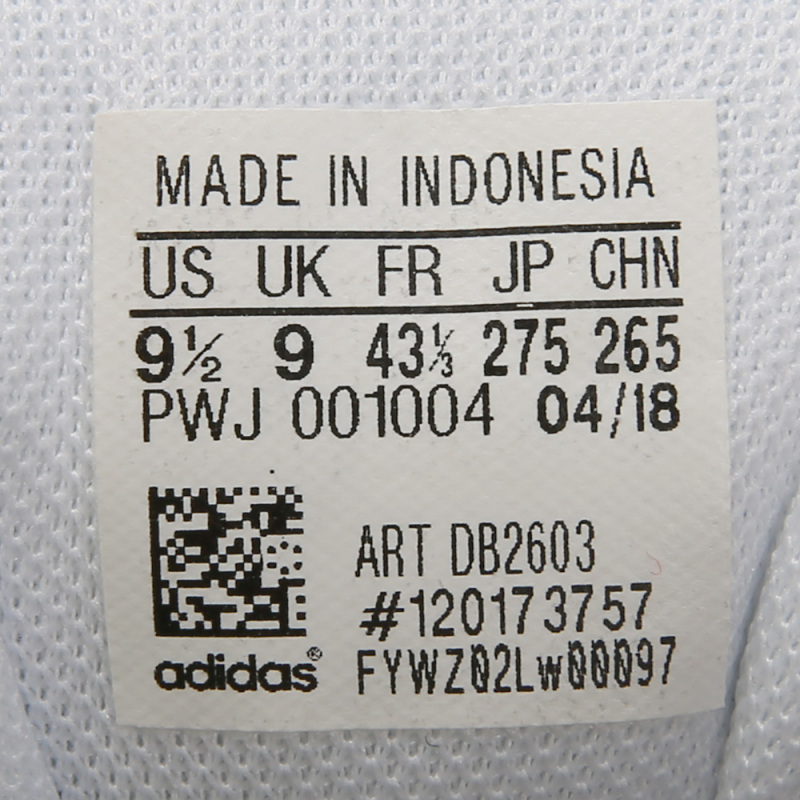 MADE IN INDONESIA
US UK FR JP CHN
9½ 9 43⅓ 275 265
PWJ 001004 04/18
ART DB2603
#120173757
adidas® FYWZ02Lw00097